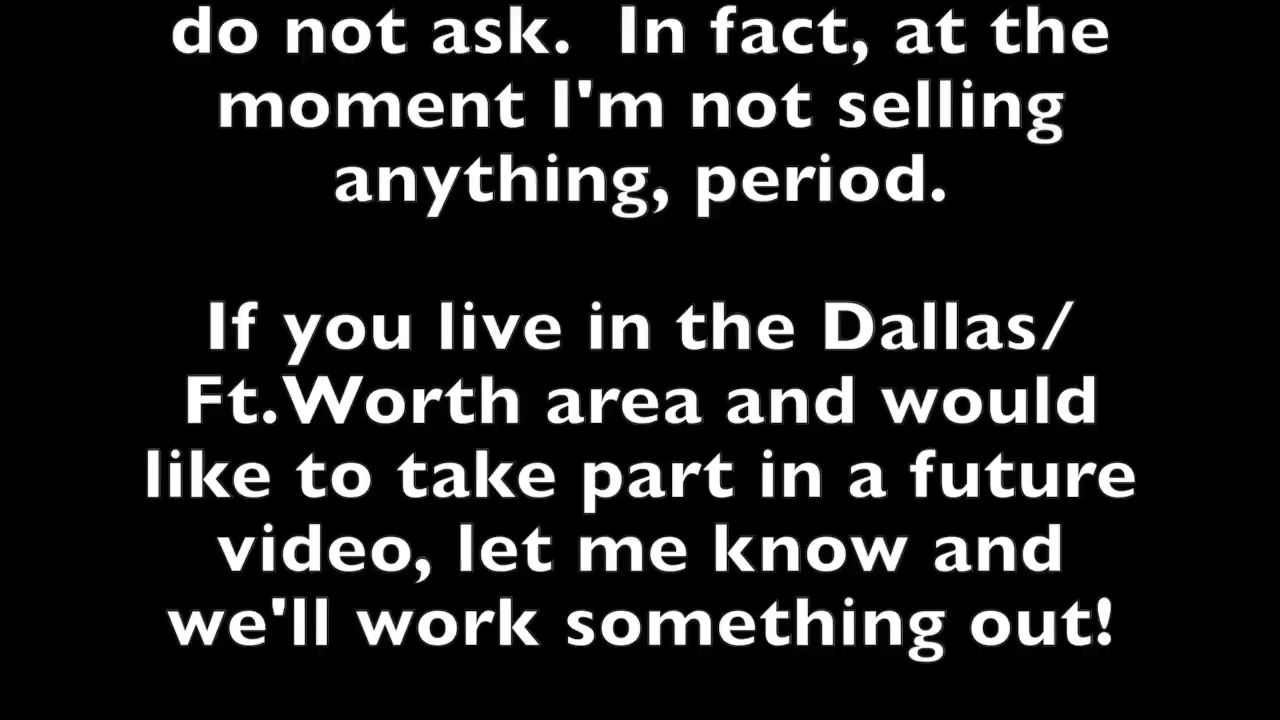 do not ask.  In fact, at the
moment I'm not selling
anything, period.
If you live in the Dallas/
Ft. Worth area and would
like to take part in a future
video, let me know and
we'll work something out!